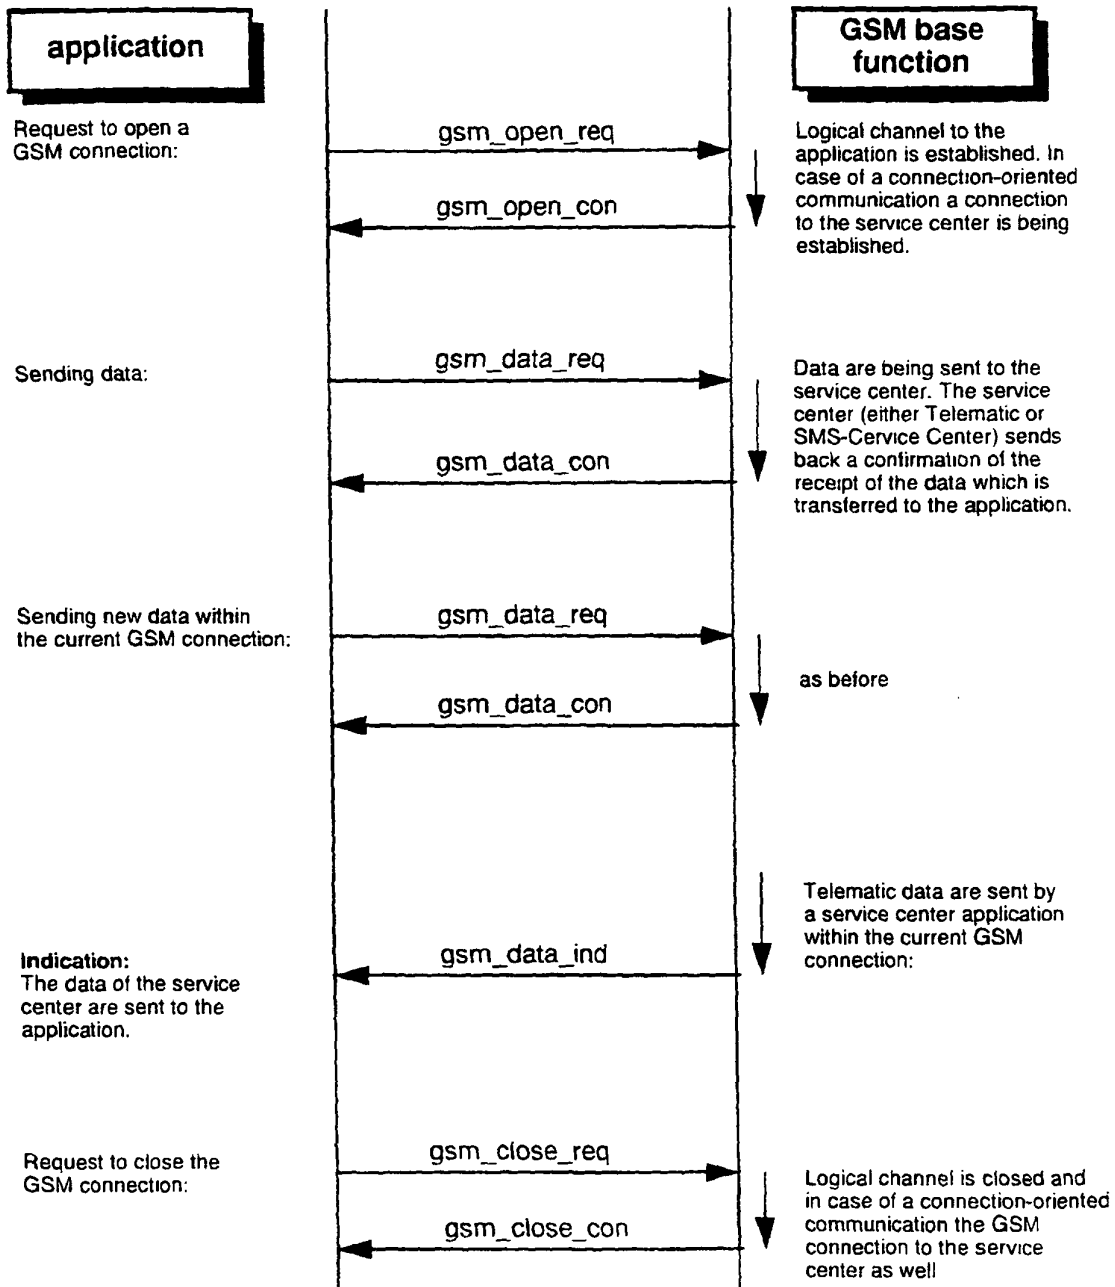 application
GSM base
function
Request to open a
GSM connection:
gsm_open_req
gsm_open_con
Logical channel to the
application is established. In
case of a connection-oriented
communication a connection
to the service center is being
established.
Sending data:
gsm_data_req
gsm_data_con
Data are being sent to the
service center. The service
center (either Telematic or
SMS-Cervice Center) sends
back a confirmation of the
receipt of the data which is
transferred to the application.
Sending new data within
the current GSM connection:
gsm_data_req
gsm_data_con
as before
Telematic data are sent by
a service center application
within the current GSM
connection:
gsm_data_ind
Indication:
The data of the service
center are sent to the
application.
Request to close the
GSM connection:
gsm_close_req
gsm_close_con
Logical channel is closed and
in case of a connection-oriented
communication the GSM
connection to the service
center as well